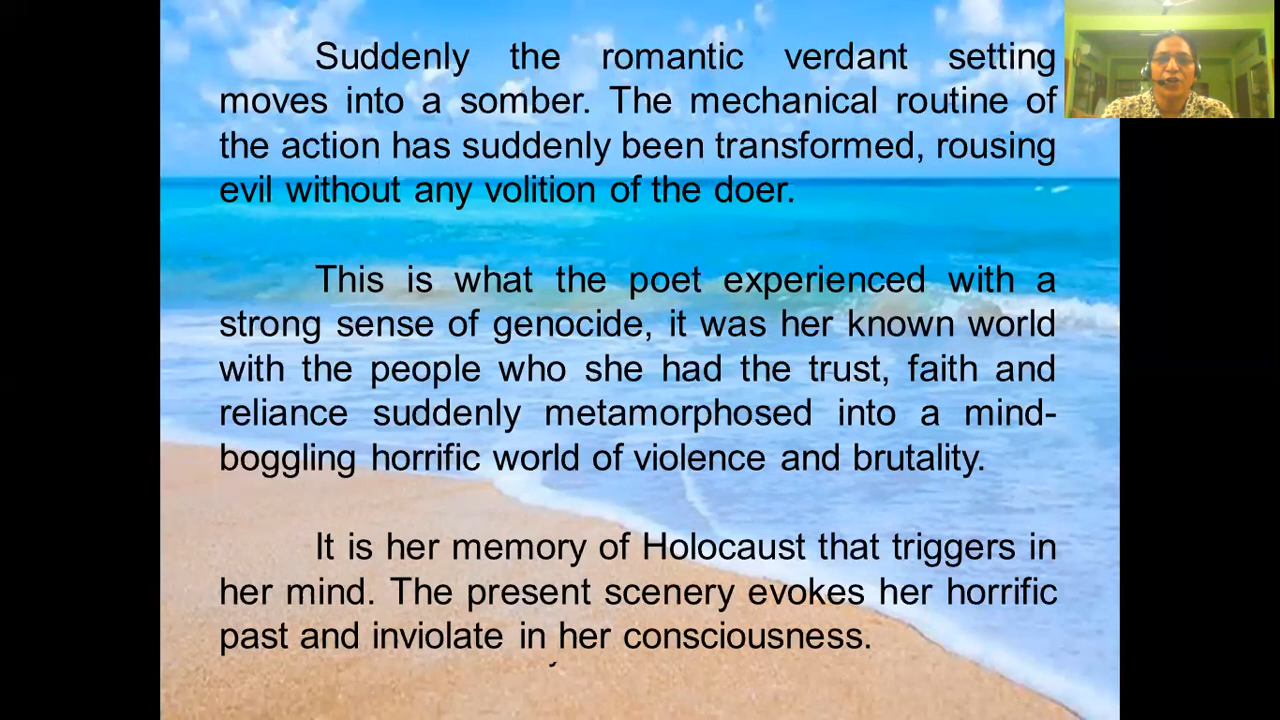 Suddenly the romantic verdant setting
moves into a somber. The mechanical routine of
the action has suddenly been transformed, rousing
evil without any volition of the doer.
This is what the poet experienced with a
strong sense of genocide, it was her known world
with the people who she had the trust, faith and
reliance suddenly metamorphosed into a mind-
boggling horrific world of violence and brutality.
It is her memory of Holocaust that triggers in
her mind. The present scenery evokes her horrific
past and inviolate in her consciousness.